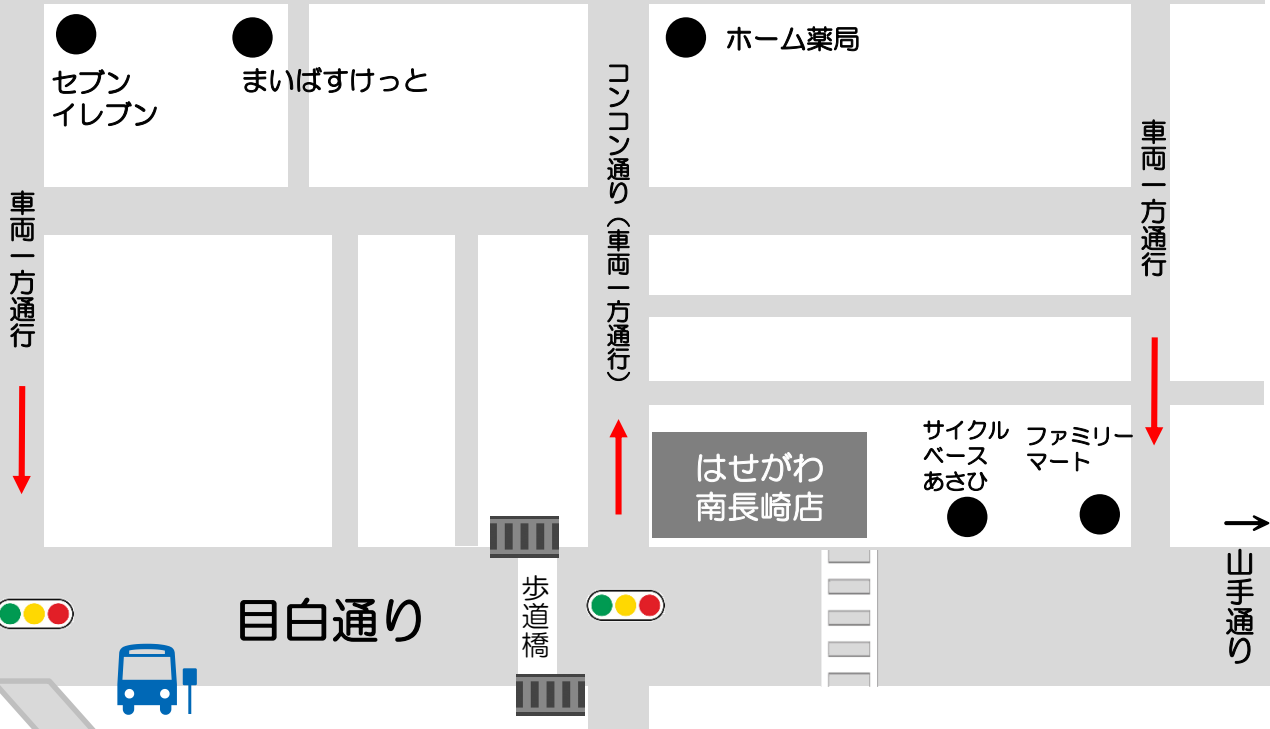 セブン
イレブン
まいばすけっと
ホーム薬局
コンコン通り（車両一方通行）
車両一方通行
車両一方通行
サイクル
ベース
あさひ
ファミリー
マート
はせがわ
南長崎店
目白通り
歩道橋
→
山手通り